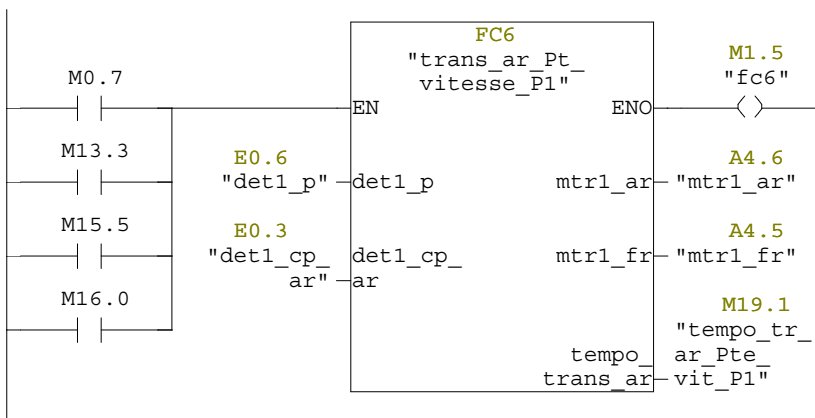 FC6
"trans_ar_Pt_
vitesse_P1"
M1.5
"fc6"
M0.7
EN
ENO
M13.3
E0.6
"det1_p"
det1_p
mtr1_ar
A4.6
"mtr1_ar"
M15.5
E0.3
"det1_cp_
ar"
det1_cp_
ar
mtr1_fr
A4.5
"mtr1_fr"
M16.0
tempo_
trans_ar
M19.1
"tempo_tr_
ar_Pte_
vit_P1"